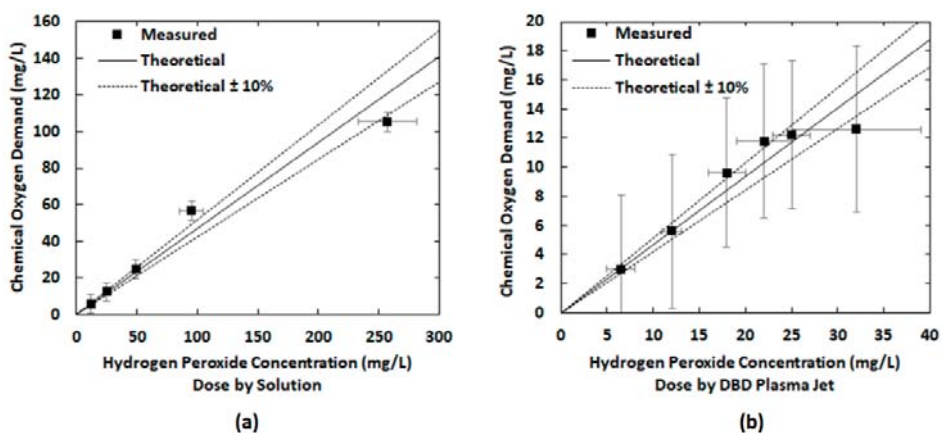 160
140
120
100
80
60
40
20
0
Chemical Oxygen Demand (mg/L)
Measured
Theoretical
Theoretical ± 10%
0 50 100 150 200 250 300
Hydrogen Peroxide Concentration (mg/L)
Dose by Solution
(a)
20
18
16
14
12
10
8
6
4
2
0
Chemical Oxygen Demand (mg/L)
Measured
Theoretical
Theoretical ± 10%
0 5 10 15 20 25 30 35 40
Hydrogen Peroxide Concentration (mg/L)
Dose by DBD Plasma Jet
(b)